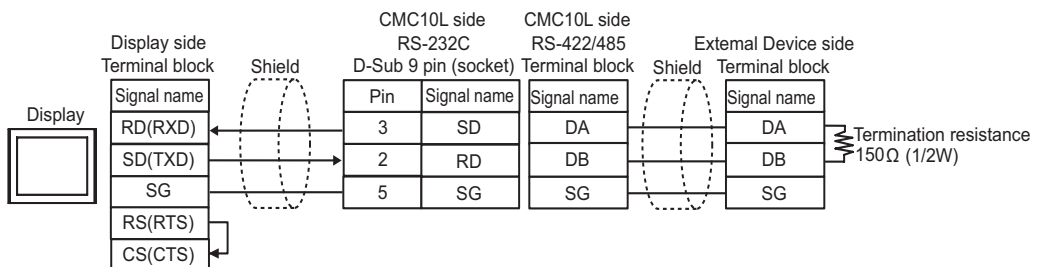 CMC10L side
RS-232C
D-Sub 9 pin (socket)
CMC10L side
RS-422/485
Terminal block
Display side
Terminal block
Shield
Shield
External Device side
Terminal block
Display
Signal name
Pin
Signal name
Signal name
Signal name
RD(RXD)
3
SD
DA
DA
SD(TXD)
2
RD
DB
DB
SG
5
SG
SG
SG
RS(RTS)
CS(CTS)
Termination resistance
150Ω (1/2W)